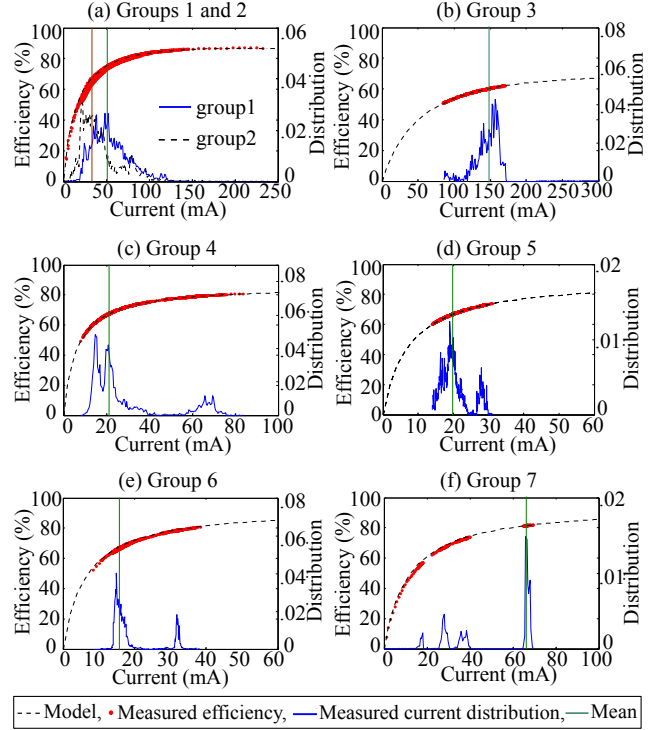 (a) Groups 1 and 2
Efficiency (%)
100
80
60
40
20
0
.06
.04
.02
0
Distribution
group1
group2
0 50 100 150 200 250
Current (mA)
(b) Group 3
Efficiency (%)
100
80
60
40
20
0
.08
.06
.04
.02
0
Distribution
0 50 100 150 200 250 300
Current (mA)
(c) Group 4
Efficiency (%)
80
60
40
20
0
.08
.06
.04
.02
0
Distribution
0 20 40 60 80 100
Current (mA)
(d) Group 5
Efficiency (%)
80
60
40
20
0
.02
.01
0
Distribution
0 10 20 30 40 50 60
Current (mA)
(e) Group 6
Efficiency (%)
100
80
60
40
20
0
.08
.06
.04
.02
0
Distribution
0 10 20 30 40 50 60
Current (mA)
(f) Group 7
Efficiency (%)
100
80
60
40
20
0
.02
.01
0
Distribution
0 20 40 60 80 100
Current (mA)
Model, Measured efficiency, Measured current distribution, Mean